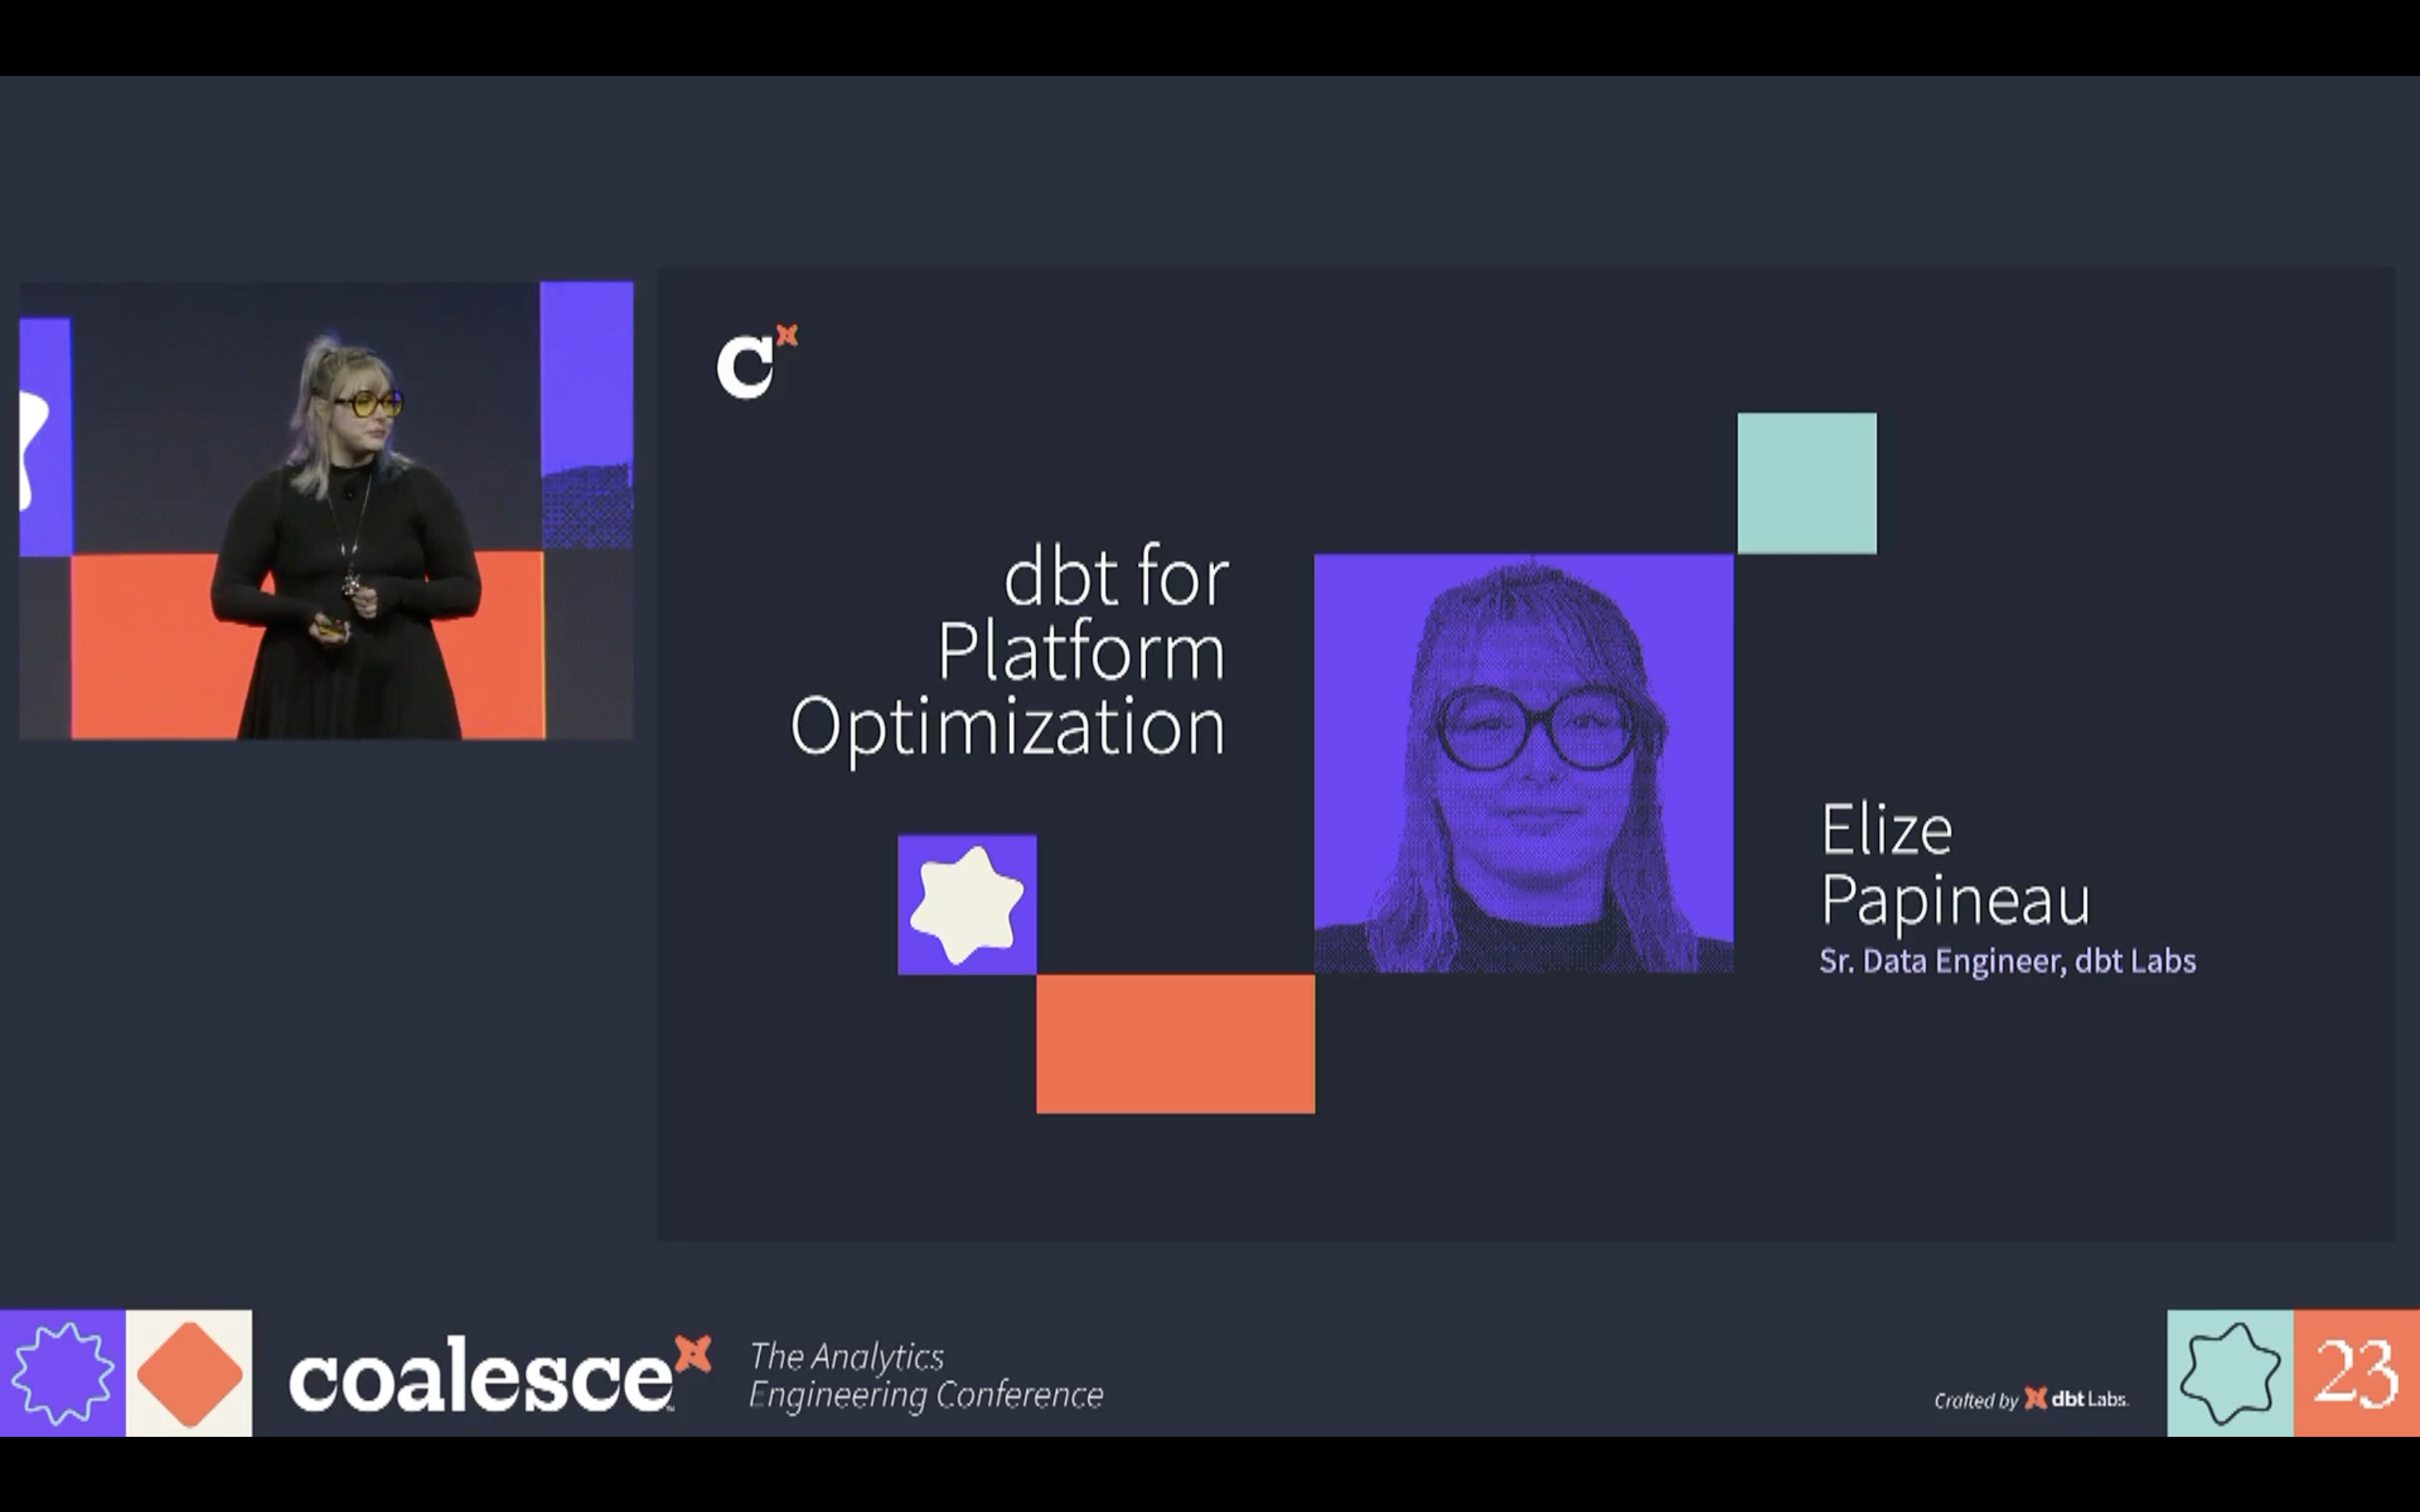 C
dbt for
Platform
Optimization
Elize
Papineau
Sr. Data Engineer, dbt Labs
coalesce
The Analytics
Engineering Conference
Crafted by dbt Labs.
23